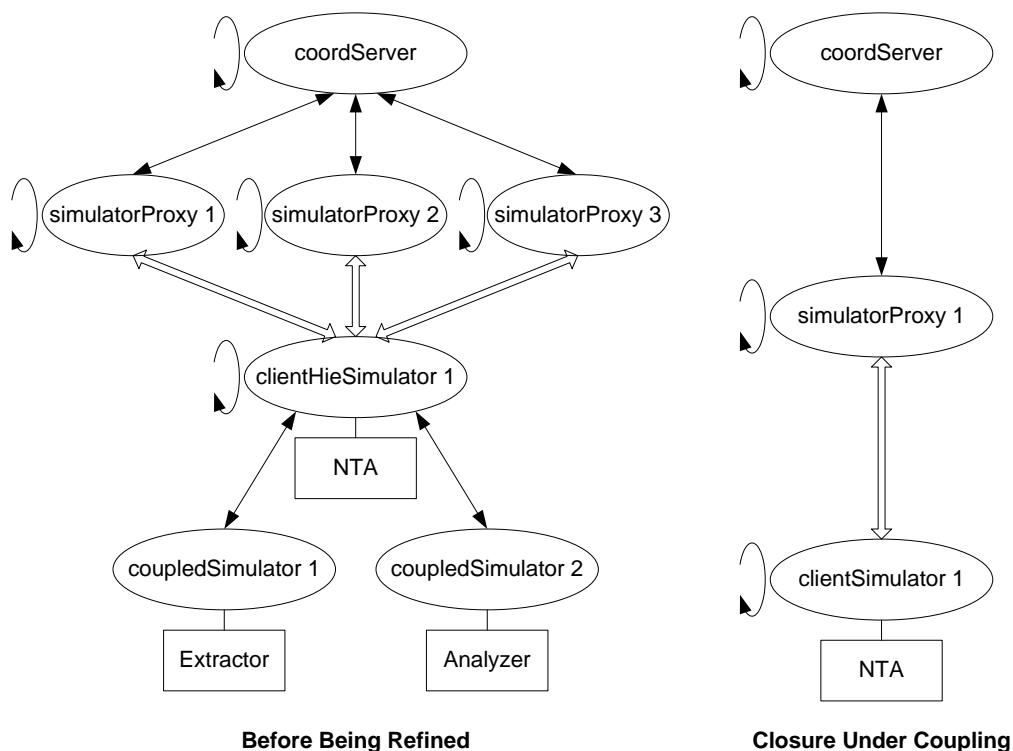 coordServer
coordServer
simulatorProxy 1
simulatorProxy 2
simulatorProxy 3
simulatorProxy 1
clientHieSimulator 1
NTA
coupledSimulator 1
coupledSimulator 2
clientSimulator 1
Extractor
Analyzer
NTA
Before Being Refined
Closure Under Coupling